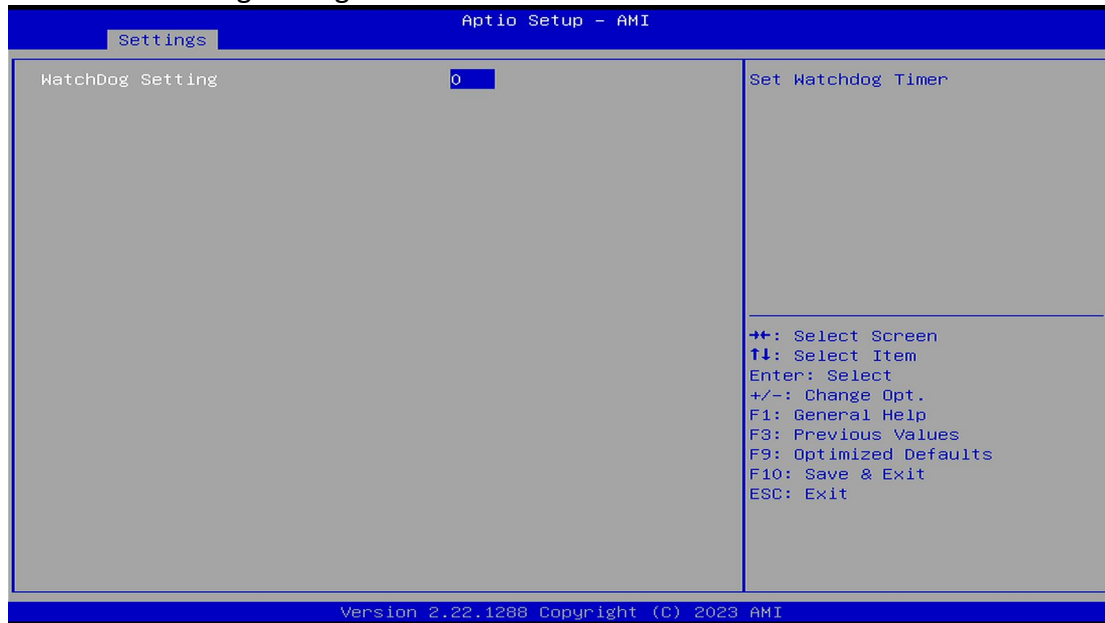 Aptio Setup – AMI
Settings
WatchDog Setting 0
Set Watchdog Timer
→←: Select Screen
↑↓: Select Item
Enter: Select
+/-: Change Opt.
F1: General Help
F3: Previous Values
F9: Optimized Defaults
F10: Save & Exit
ESC: Exit
Version 2.22.1288 Copyright (C) 2023 AMI